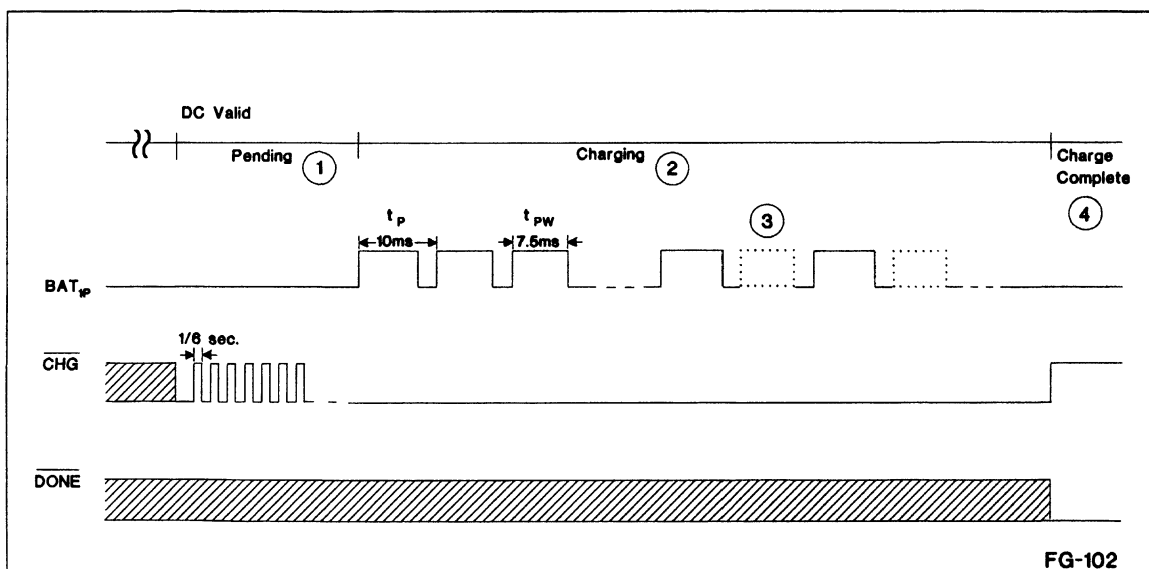 DC Valid
Pending
1
Charging
2
Charge
Complete
4
t P
t PW
3
10ms
7.5ms
BAT1P
1/6 sec.
CHG
DONE
FG-102